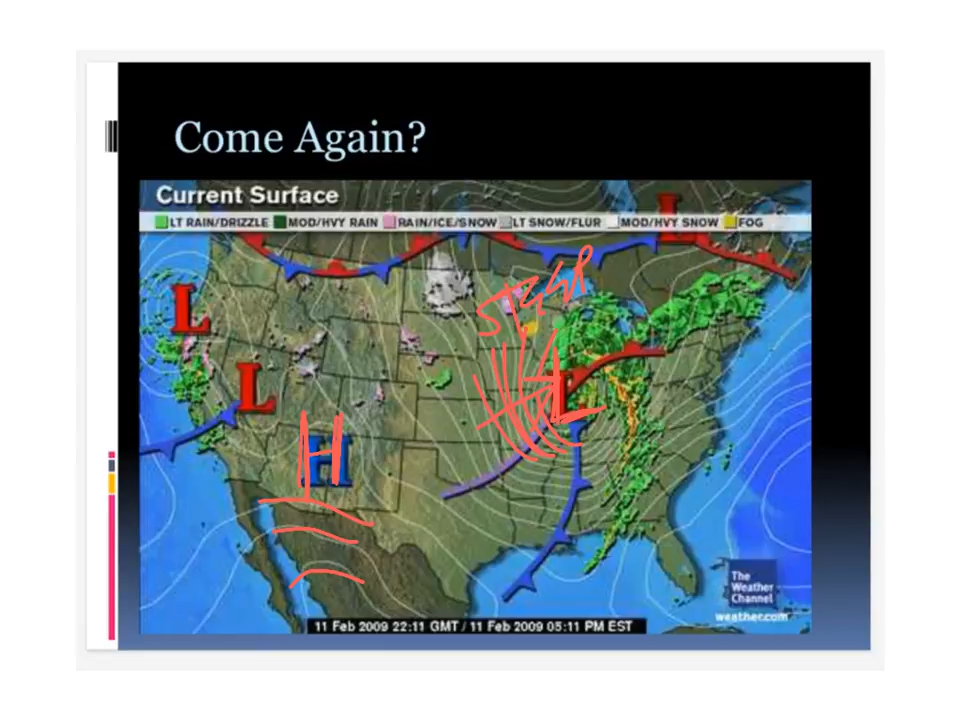 Come Again?
Current Surface
LT RAIN/DRIZZLE MOD/HVY RAIN RAIN/ICE/SNOW LT SNOW/FLUR MOD/HVY SNOW FOG
L
L
L
L
H
H
L
The
Weather
Channel
weather.com
11 Feb 2009 22:11 GMT / 11 Feb 2009 05:11 PM EST